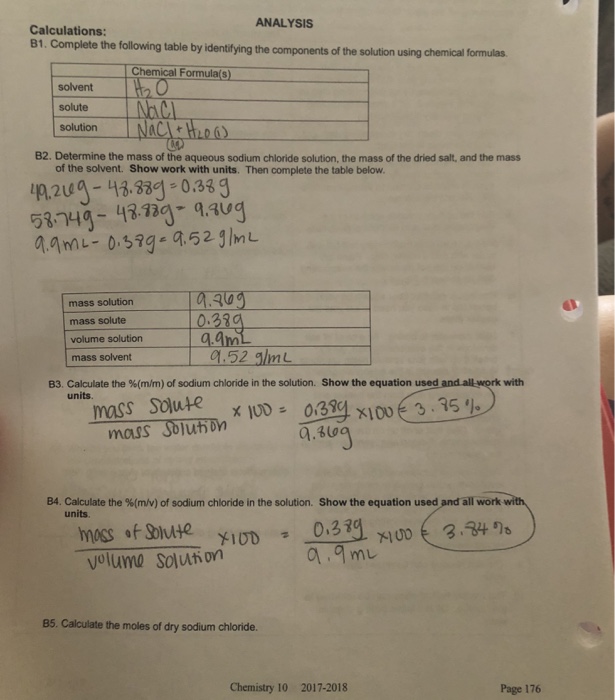 ANALYSIS
Calculations:
B1. Complete the following table by identifying the components of the solution using chemical formulas.
Chemical Formula(s)
solvent H₂O
solute NaCl
solution NaCl + H₂O (l)
(aq)
B2. Determine the mass of the aqueous sodium chloride solution, the mass of the dried salt, and the mass
of the solvent. Show work with units. Then complete the table below.
49.26g - 48.88g = 0.38g
58.74g - 48.88g = 9.86g
9.9mL - 0.38g = 9.52 g/mL
mass solution 9.86g
mass solute 0.38g
volume solution 9.9mL
mass solvent 9.52 g/mL
B3. Calculate the %(m/m) of sodium chloride in the solution. Show the equation used and all work with
units.
mass solute x 100 = 0.38g x100 = 3.85%
mass solution 9.86g
B4. Calculate the %(m/v) of sodium chloride in the solution. Show the equation used and all work with
units.
mass of solute x100 = 0.38g x100 = 3.84%
volume solution 9.9mL
B5. Calculate the moles of dry sodium chloride.
Chemistry 10 2017-2018 Page 176